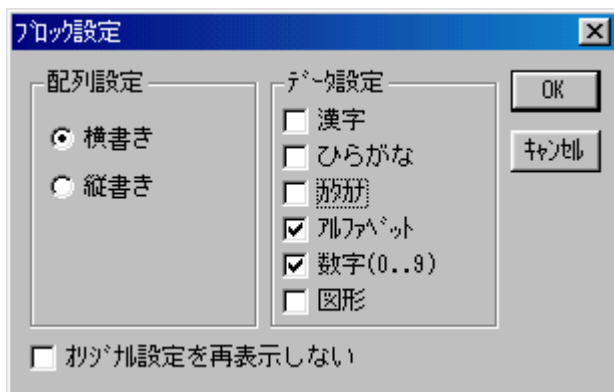 ﾌﾞﾛｯｸ設定
配列設定
横書き
縦書き
ﾃﾞｰﾀ設定
漢字
ひらがな
ｶﾀｶﾅ
ｱﾙﾌｧﾍﾞｯﾄ
数字(0..9)
図形
OK
ｷｬﾝｾﾙ
ｵﾘｼﾞﾅﾙ設定を再表示しない